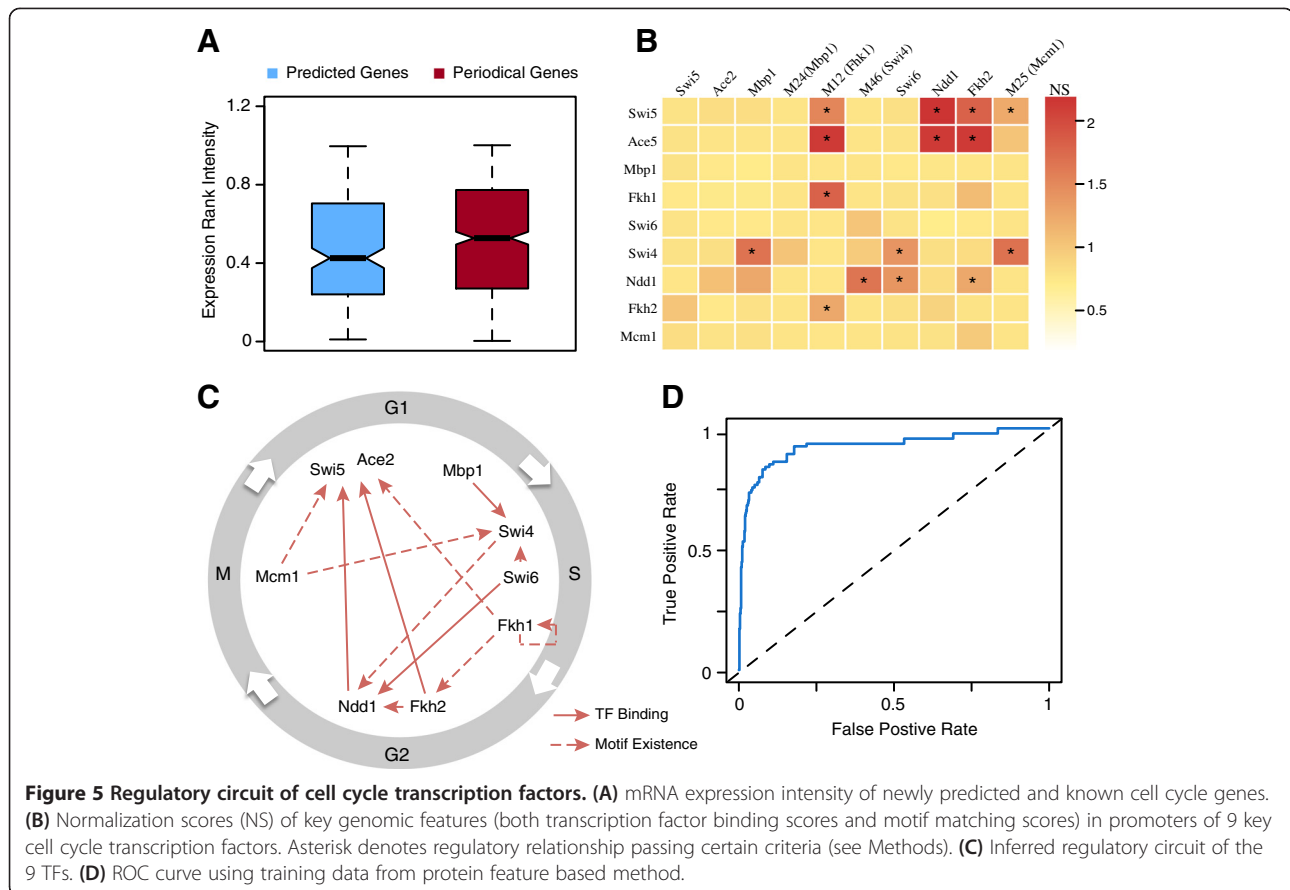 A
Predicted Genes
Periodical Genes
Expression Rank Intensity
1.2
0.8
0.4
0
B
Swi5
Ace2
Mbp1
M24(Mbp1)
M12 (Fhk1)
M46 (Swi4)
Swi6
Ndd1
Fkh2
M25 (Mcm1)
NS
Swi5 * * * *
Ace5 * * *
Mbp1
Fkh1 *
Swi6
Swi4 * * *
Ndd1 * * *
Fkh2 *
Mcm1
2
1.5
1
0.5
C
G1
Swi5
Ace2
Mbp1
Swi4
M
Mcm1
Swi6
S
Fkh1
Ndd1
Fkh2
G2
TF Binding
Motif Existence
D
True Positive Rate
1
0.5
0
0
0.5
1
False Postive Rate
Figure 5 Regulatory circuit of cell cycle transcription factors. (A) mRNA expression intensity of newly predicted and known cell cycle genes.
(B) Normalization scores (NS) of key genomic features (both transcription factor binding scores and motif matching scores) in promoters of 9 key
cell cycle transcription factors. Asterisk denotes regulatory relationship passing certain criteria (see Methods). (C) Inferred regulatory circuit of the
9 TFs. (D) ROC curve using training data from protein feature based method.